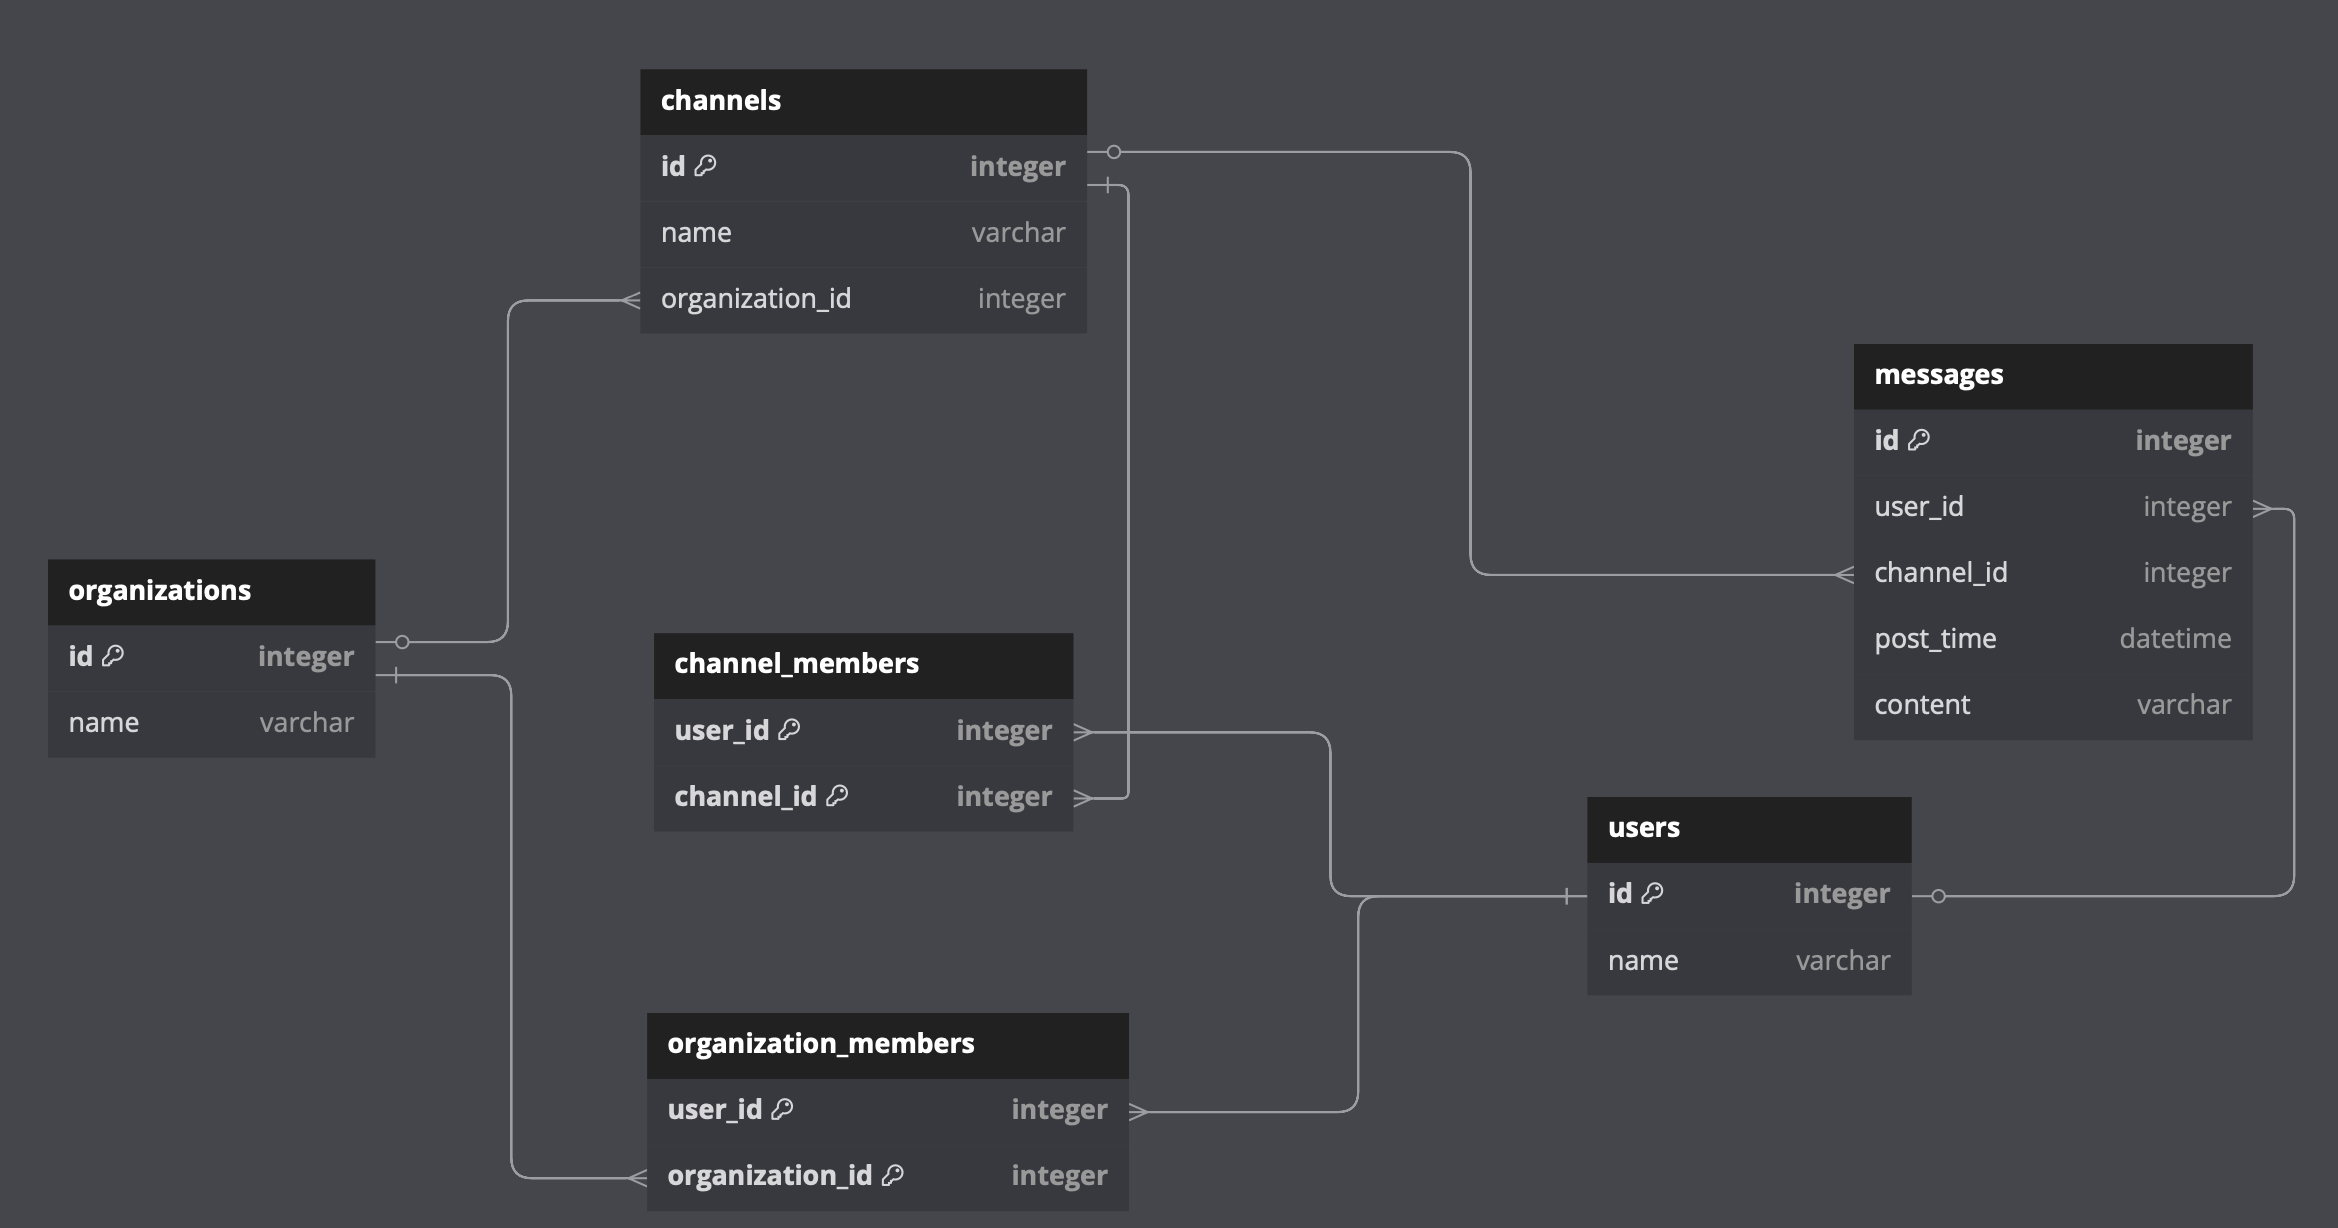 channels
id integer
name varchar
organization_id integer
messages
id integer
user_id integer
channel_id integer
post_time datetime
content varchar
organizations
id integer
name varchar
channel_members
user_id integer
channel_id integer
users
id integer
name varchar
organization_members
user_id integer
organization_id integer